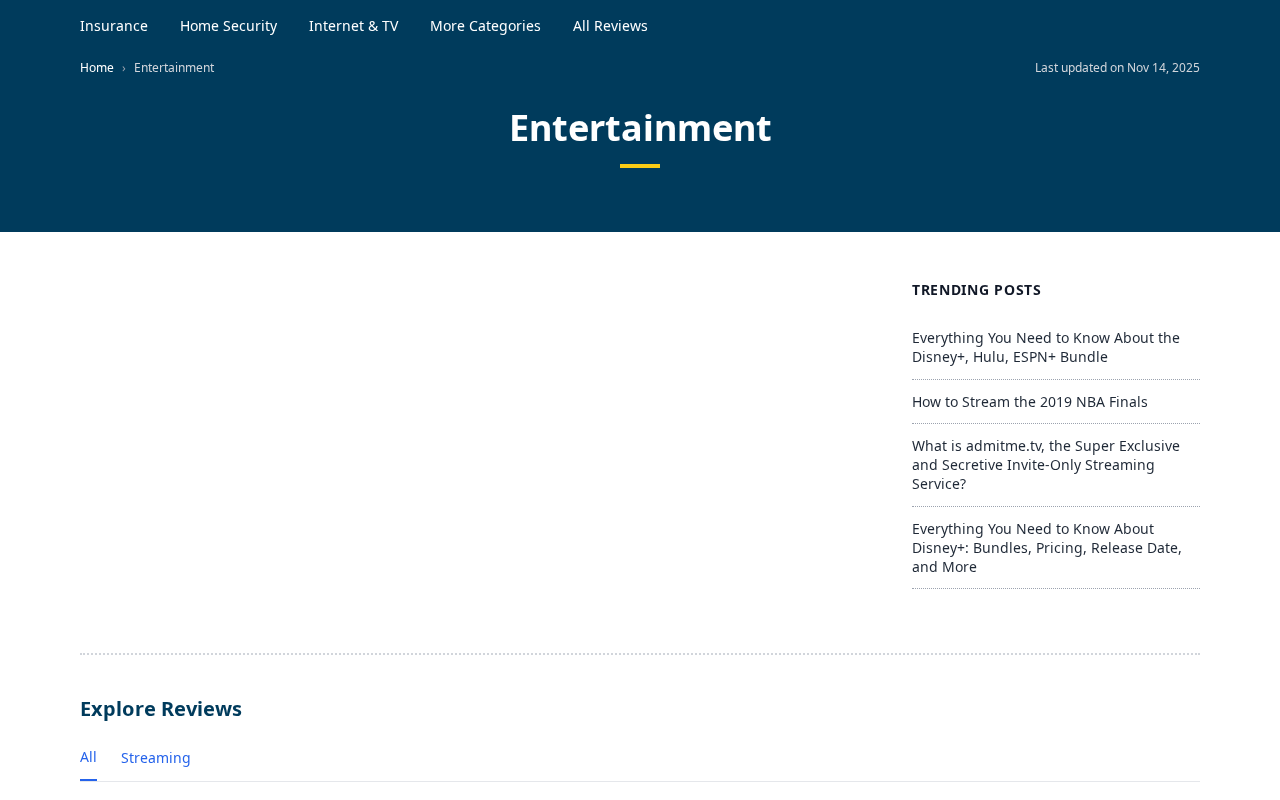 Insurance Home Security Internet & TV More Categories All Reviews
Home › Entertainment
Last updated on Nov 14, 2025
Entertainment
TRENDING POSTS
Everything You Need to Know About the
Disney+, Hulu, ESPN+ Bundle
How to Stream the 2019 NBA Finals
What is admitme.tv, the Super Exclusive
and Secretive Invite-Only Streaming
Service?
Everything You Need to Know About
Disney+: Bundles, Pricing, Release Date,
and More
Explore Reviews
All Streaming